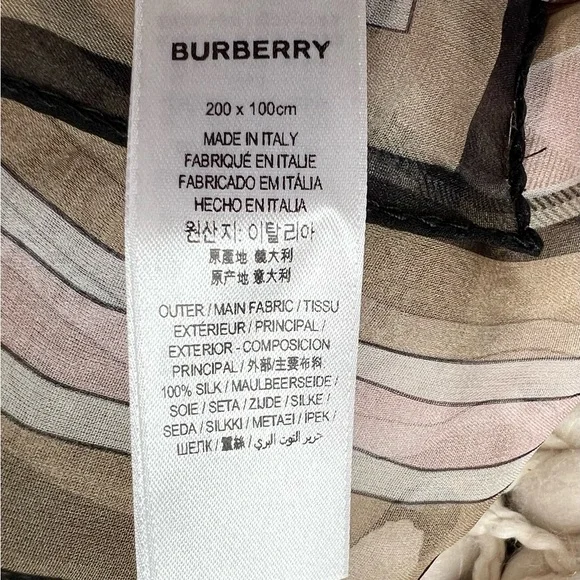 BURBERRY
200 x 100cm
MADE IN ITALY
FABRIQUÉ EN ITALIE
FABRICADO EM ITÁLIA
HECHO EN ITALIA
원산지: 이탈리아
原產地 義大利
原产地 意大利
OUTER / MAIN FABRIC / TISSU
EXTÉRIEUR / PRINCIPAL /
EXTERIOR - COMPOSICION
PRINCIPAL / 外部/主要布料
100% SILK / MAULBEERSEIDE /
SOIE / SETA / ZIJDE / SILKE /
SEDA / SILKKI / ΜΕΤΑΞΙ / İPEK /
ШЕЛК / 蠶絲 / حرير التوت البري /